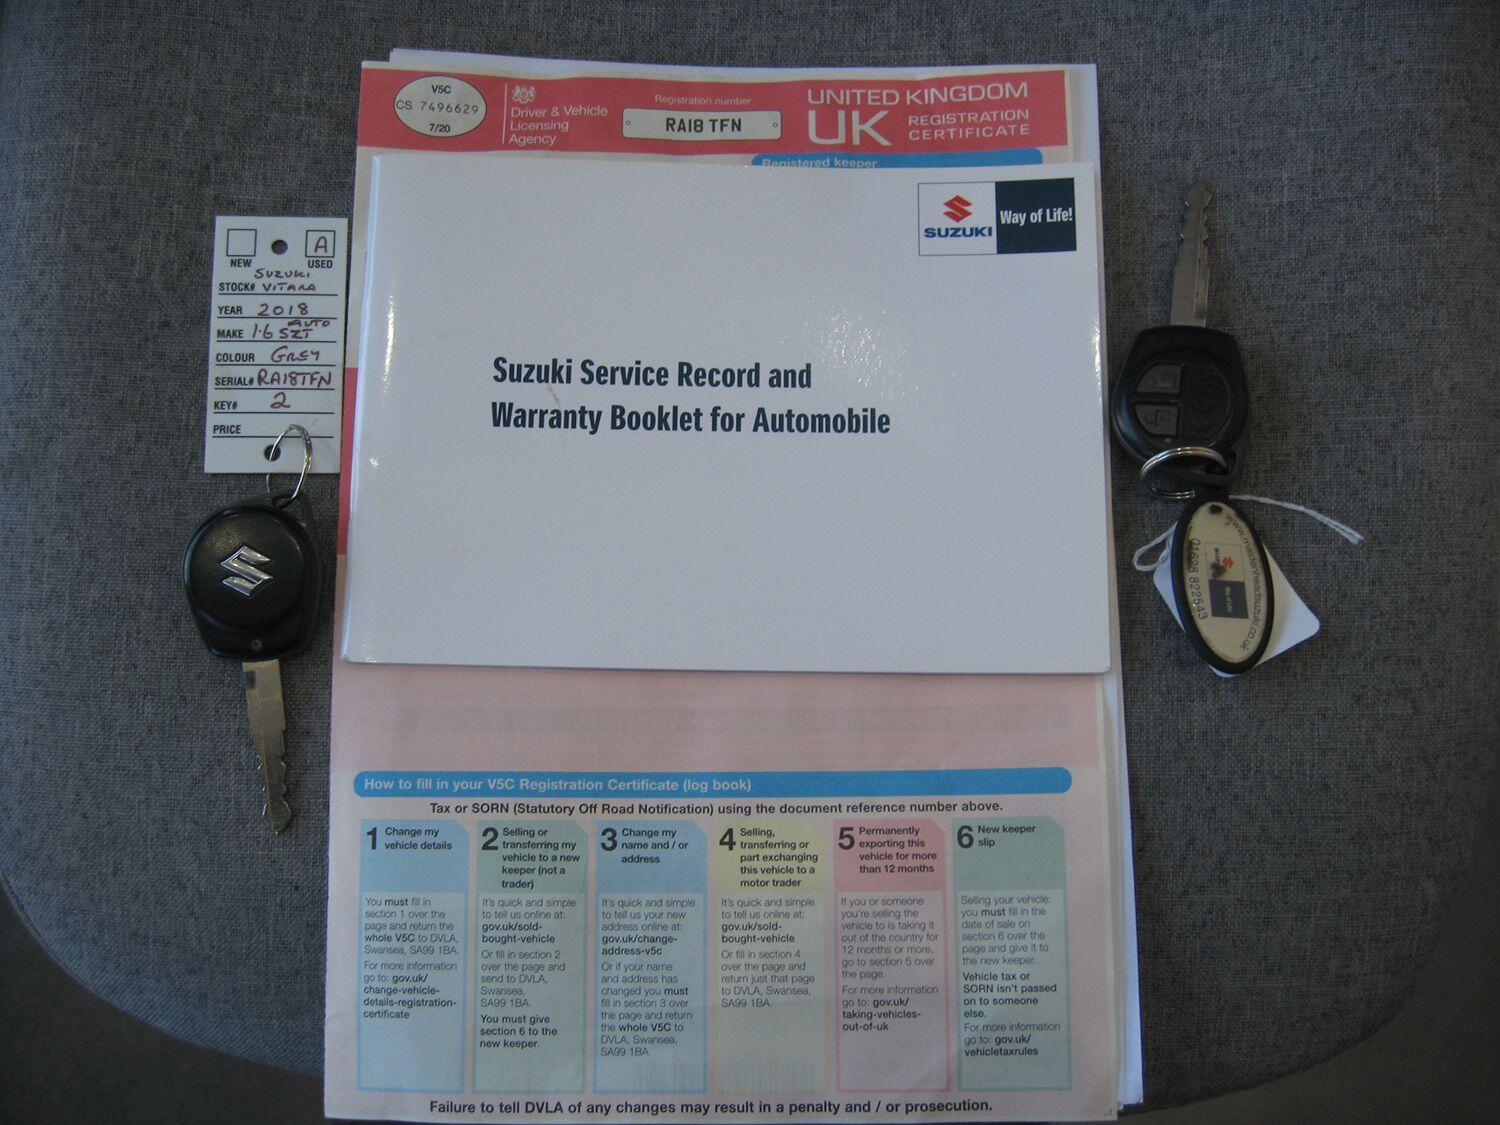 V5C
CS 7496629
7/20
Driver & Vehicle
Licensing
Agency
Registration number
RA18 TFN
UNITED KINGDOM
UK
REGISTRATION
CERTIFICATE
Registered keeper
SUZUKI
Way of Life!
Suzuki Service Record and
Warranty Booklet for Automobile
A
NEW
USED
SUZUKI
STOCK# VITARA
YEAR 2018
AUTO
MAKE 1.6 SZT
COLOUR GREY
SERIAL# RA18TFN
KEY# 2
PRICE
www.maidenheadsuzuki.co.uk
01628 822543
How to fill in your V5C Registration Certificate (log book)
Tax or SORN (Statutory Off Road Notification) using the document reference number above.
1 Change my
vehicle details
You must fill in
section 1 over the
page and return the
whole V5C to DVLA,
Swansea, SA99 1BA.
For more information
go to: gov.uk/
change-vehicle-
details-registration-
certificate
2 Selling or
transferring my
vehicle to a new
keeper (not a
trader)
It's quick and simple
to tell us online at:
gov.uk/sold-
bought-vehicle
Or fill in section 2
over the page and
send to DVLA,
Swansea,
SA99 1BA.
You must give
section 6 to the
new keeper.
3 Change my
name and / or
address
It's quick and simple
to tell us your new
address online at:
gov.uk/change-
address-v5c
Or if your name
and address has
changed you must
fill in section 3 over
the page and return
the whole V5C to
DVLA, Swansea,
SA99 1BA.
4 Selling,
transferring or
part exchanging
this vehicle to a
motor trader
It's quick and simple
to tell us online at:
gov.uk/sold-
bought-vehicle
Or fill in section 4
over the page and
return just that page
to DVLA, Swansea,
SA99 1BA.
5 Permanently
exporting this
vehicle for more
than 12 months
If you or someone
you're selling the
vehicle to is taking it
out of the country for
12 months or more,
go to section 5 over
the page.
For more information
go to: gov.uk/
taking-vehicles-
out-of-uk
6 New keeper
slip
Selling your vehicle:
you must fill in the
date of sale on
section 6 over the
page and give it to
the new keeper.
Vehicle tax or
SORN isn't passed
on to someone
else.
For more information
go to: gov.uk/
vehicletaxrules
Failure to tell DVLA of any changes may result in a penalty and / or prosecution.